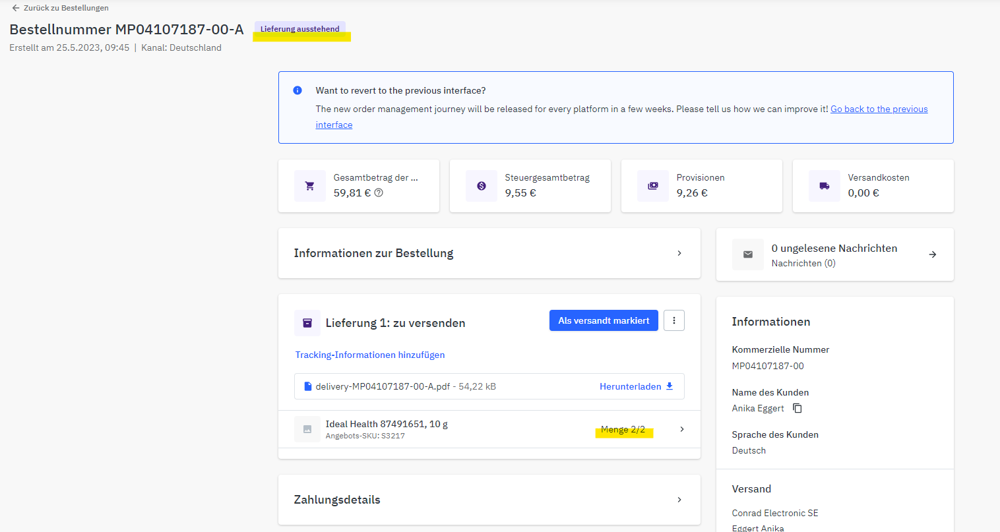 Zurück zu Bestellungen
Bestellnummer MP04107187-00-A
Lieferung ausstehend
Erstellt am 25.5.2023, 09:45 | Kanal: Deutschland
Want to revert to the previous interface?
The new order management journey will be released for every platform in a few weeks. Please tell us how we can improve it! Go back to the previous
interface
Gesamtbetrag der ...
59,81 €
Steuergesamtbetrag
9,55 €
Provisionen
9,26 €
Versandkosten
0,00 €
Informationen zur Bestellung
0 ungelesene Nachrichten
Nachrichten (0)
Lieferung 1: zu versenden
Als versandt markiert
Tracking-Informationen hinzufügen
delivery-MP04107187-00-A.pdf - 54,22 kB
Herunterladen
Ideal Health 87491651, 10 g
Angebots-SKU: S3217
Menge 2/2
Zahlungsdetails
Informationen
Kommerzielle Nummer
MP04107187-00
Name des Kunden
Anika Eggert
Sprache des Kunden
Deutsch
Versand
Conrad Electronic SE
Eggert Anika